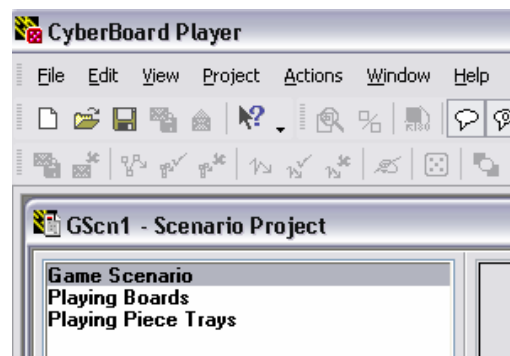 CyberBoard Player
File Edit View Project Actions Window Help
GScn1 - Scenario Project
Game Scenario
Playing Boards
Playing Piece Trays